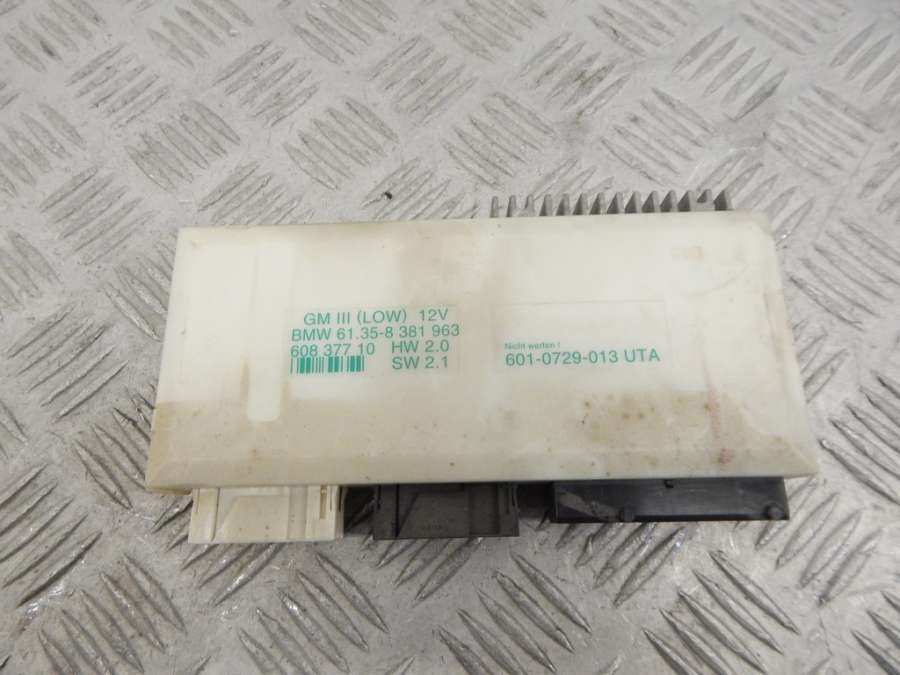 GM III (LOW) 12V
BMW 61.35-8 381 963
608 377 10 HW 2.0
SW 2.1
Nicht werfen !
601-0729-013 UTA